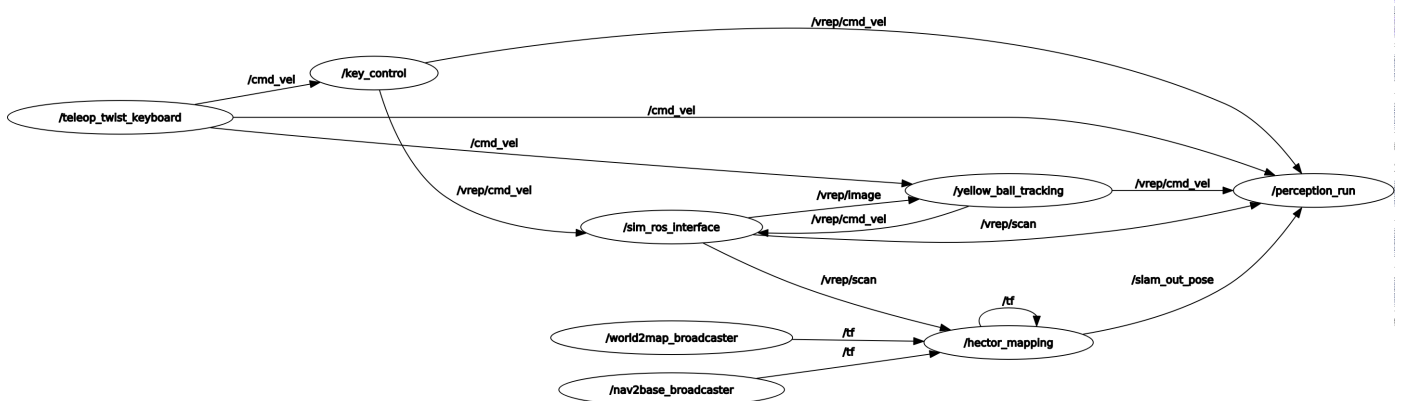 /vrep/cmd_vel
/key_control
/cmd_vel
/teleop_twist_keyboard
/cmd_vel
/cmd_vel
/vrep/cmd_vel
/vrep/image
/yellow_ball_tracking
/vrep/cmd_vel
/perception_run
/vrep/cmd_vel
/sim_ros_interface
/vrep/scan
/vrep/scan
/slam_out_pose
/tf
/world2map_broadcaster
/tf
/hector_mapping
/tf
/nav2base_broadcaster